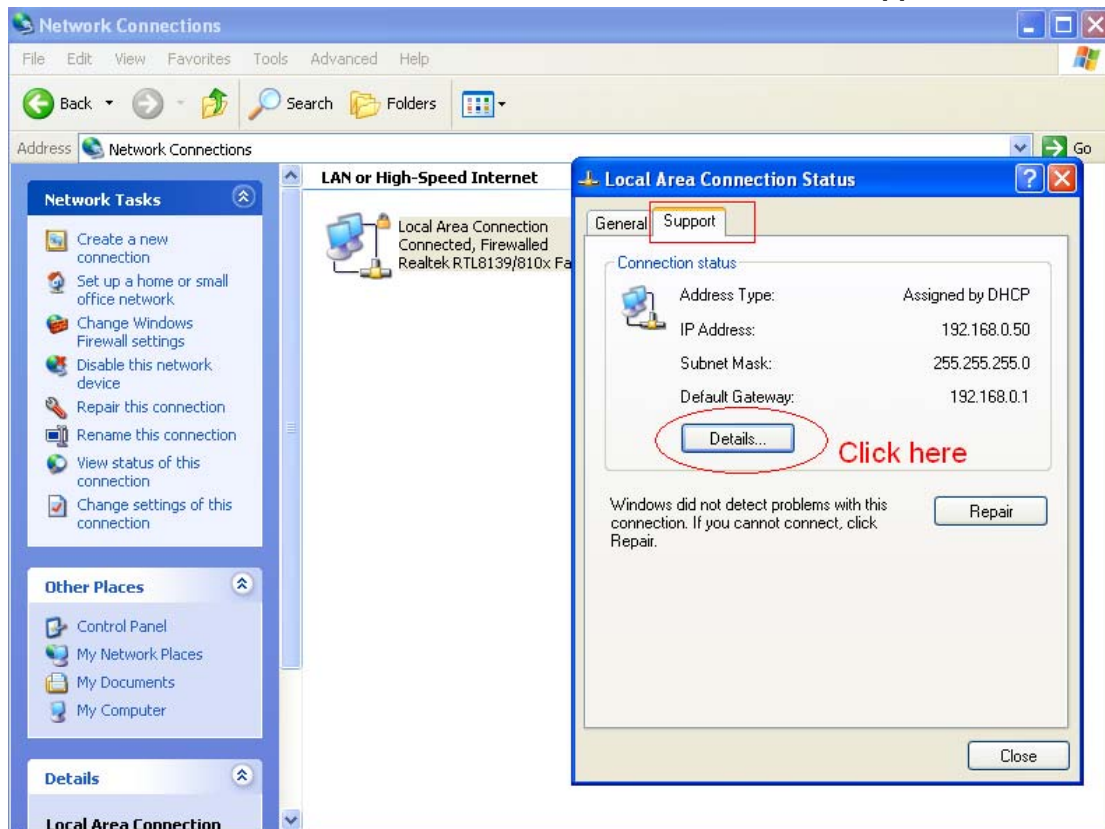 Network Connections
File Edit View Favorites Tools Advanced Help
Back Search Folders
Address Network Connections Go
Network Tasks
Create a new
connection
Set up a home or small
office network
Change Windows
Firewall settings
Disable this network
device
Repair this connection
Rename this connection
View status of this
connection
Change settings of this
connection
Other Places
Control Panel
My Network Places
My Documents
My Computer
Details
Local Area Connection
LAN or High-Speed Internet
Local Area Connection
Connected, Firewalled
Realtek RTL8139/810x Fa
Local Area Connection Status
General Support
Connection status
Address Type: Assigned by DHCP
IP Address: 192.168.0.50
Subnet Mask: 255.255.255.0
Default Gateway: 192.168.0.1
Details...
Click here
Windows did not detect problems with this
connection. If you cannot connect, click
Repair.
Repair
Close